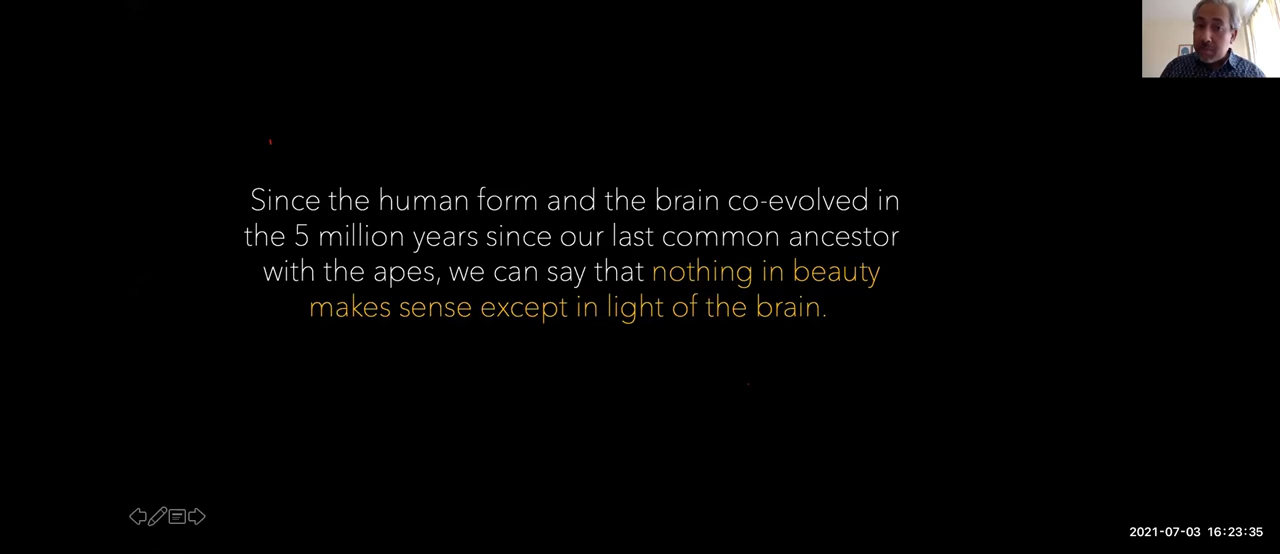 Since the human form and the brain co-evolved in
the 5 million years since our last common ancestor
with the apes, we can say that nothing in beauty
makes sense except in light of the brain.
2021-07-03 16:23:35